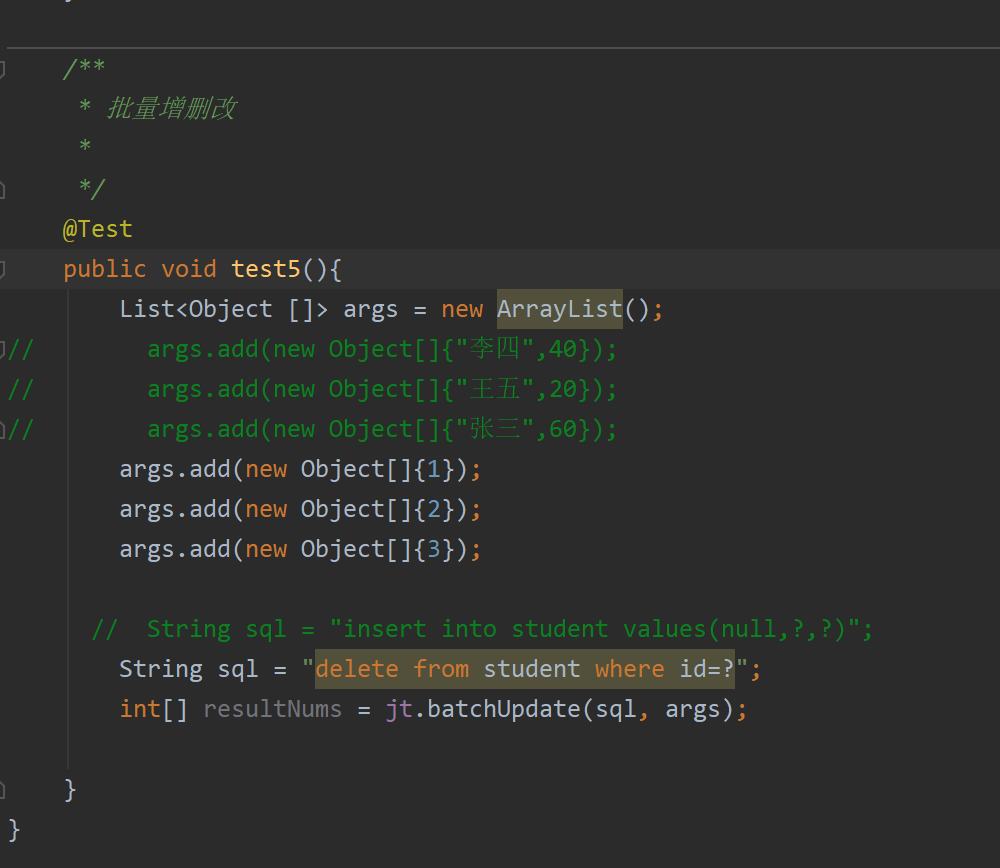 /**
* 批量增删改
*
*/
@Test
public void test5(){
List<Object []> args = new ArrayList();
// args.add(new Object[]{"李四",40});
// args.add(new Object[]{"王五",20});
// args.add(new Object[]{"张三",60});
args.add(new Object[]{1});
args.add(new Object[]{2});
args.add(new Object[]{3});
// String sql = "insert into student values(null,?,?)";
String sql = "delete from student where id=?";
int[] resultNums = jt.batchUpdate(sql, args);
}
}